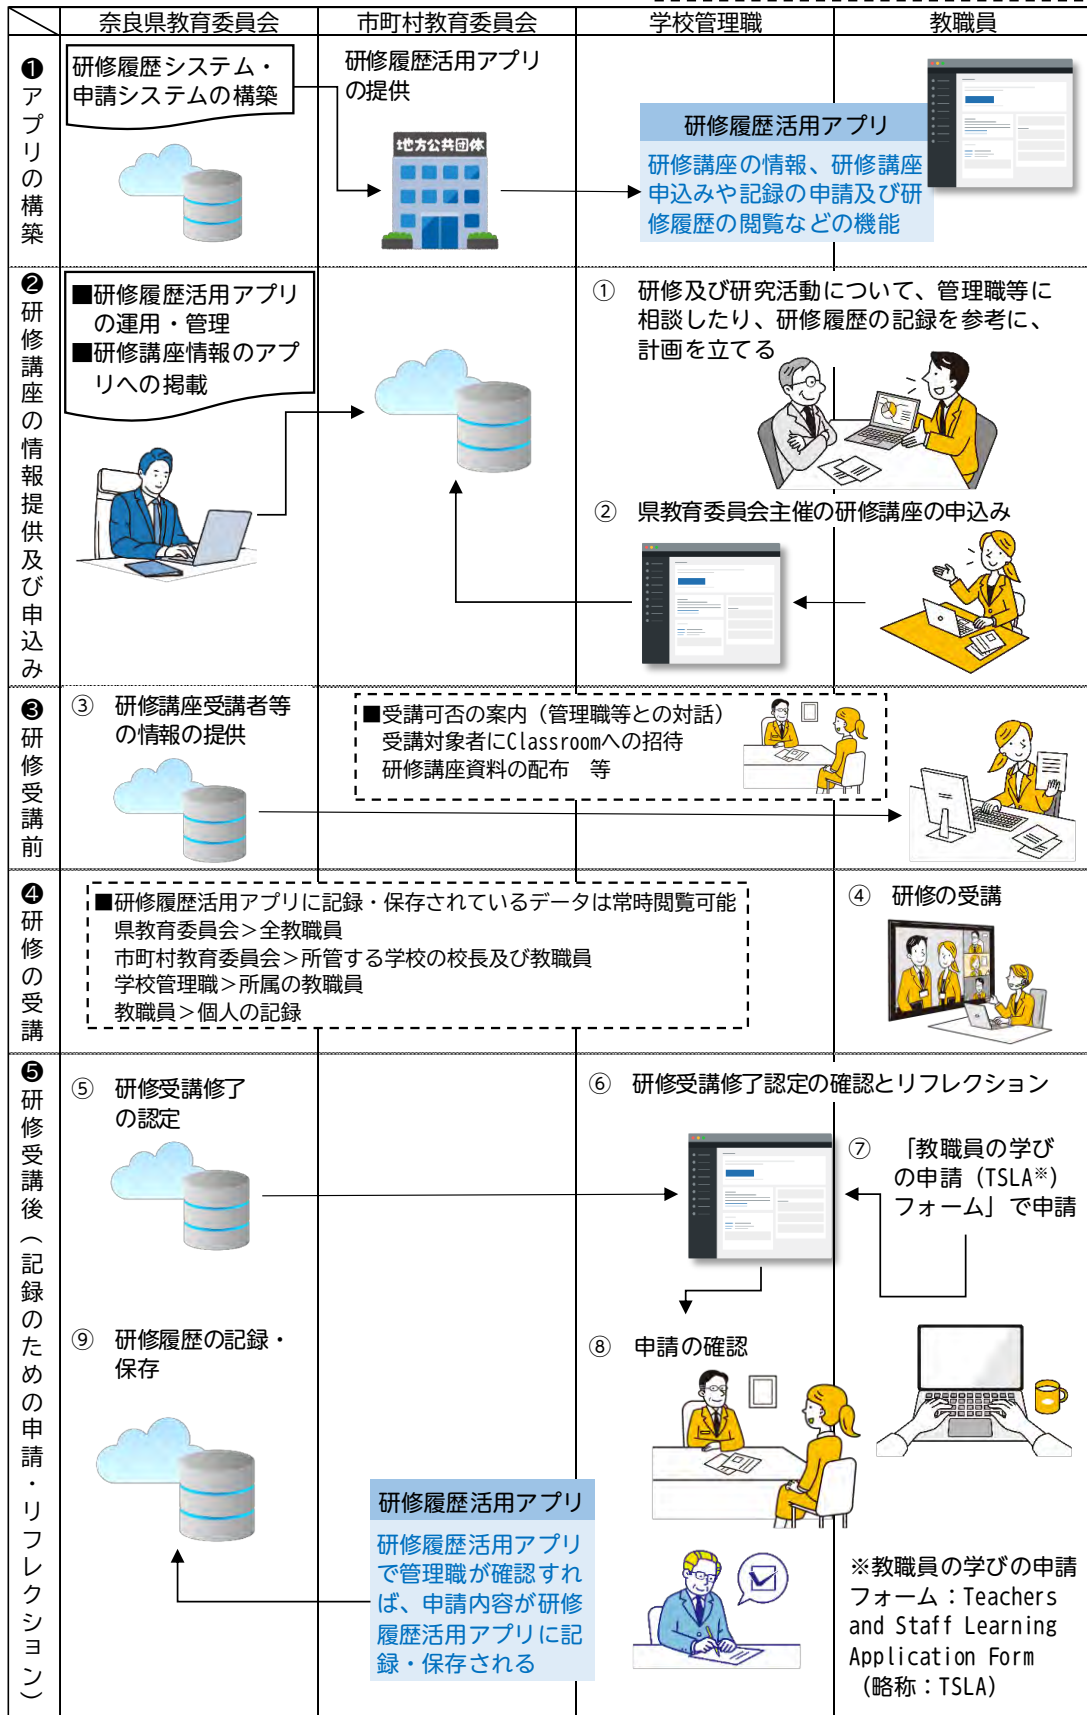 奈良県教育委員会
市町村教育委員会
学校管理職
教職員
❶アプリの構築
研修履歴システム・
申請システムの構築
研修履歴活用アプリ
の提供
地方公共団体
研修履歴活用アプリ
研修講座の情報、研修講座
申込みや記録の申請及び研
修履歴の閲覧などの機能
❷研修講座の情報提供及び申込み
■研修履歴活用アプリ
の運用・管理
■研修講座情報のアプ
リへの掲載
① 研修及び研究活動について、管理職等に
相談したり、研修履歴の記録を参考に、
計画を立てる
② 県教育委員会主催の研修講座の申込み
❸研修受講前
③ 研修講座受講者等
の情報の提供
■受講可否の案内（管理職等との対話）
受講対象者にClassroomへの招待
研修講座資料の配布　等
❹研修の受講
■研修履歴活用アプリに記録・保存されているデータは常時閲覧可能
県教育委員会＞全教職員
市町村教育委員会＞所管する学校の校長及び教職員
学校管理職＞所属の教職員
教職員＞個人の記録
④ 研修の受講
❺研修受講後（記録のための申請・リフレクション）
⑤ 研修受講修了
の認定
⑥ 研修受講修了認定の確認とリフレクション
⑦ 「教職員の学び
の申請（TSLA※）
フォーム」で申請
⑧ 申請の確認
⑨ 研修履歴の記録・
保存
研修履歴活用アプリ
研修履歴活用アプリ
で管理職が確認すれ
ば、申請内容が研修
履歴活用アプリに記
録・保存される
※教職員の学びの申請
フォーム：Teachers
and Staff Learning
Application Form
（略称：TSLA）